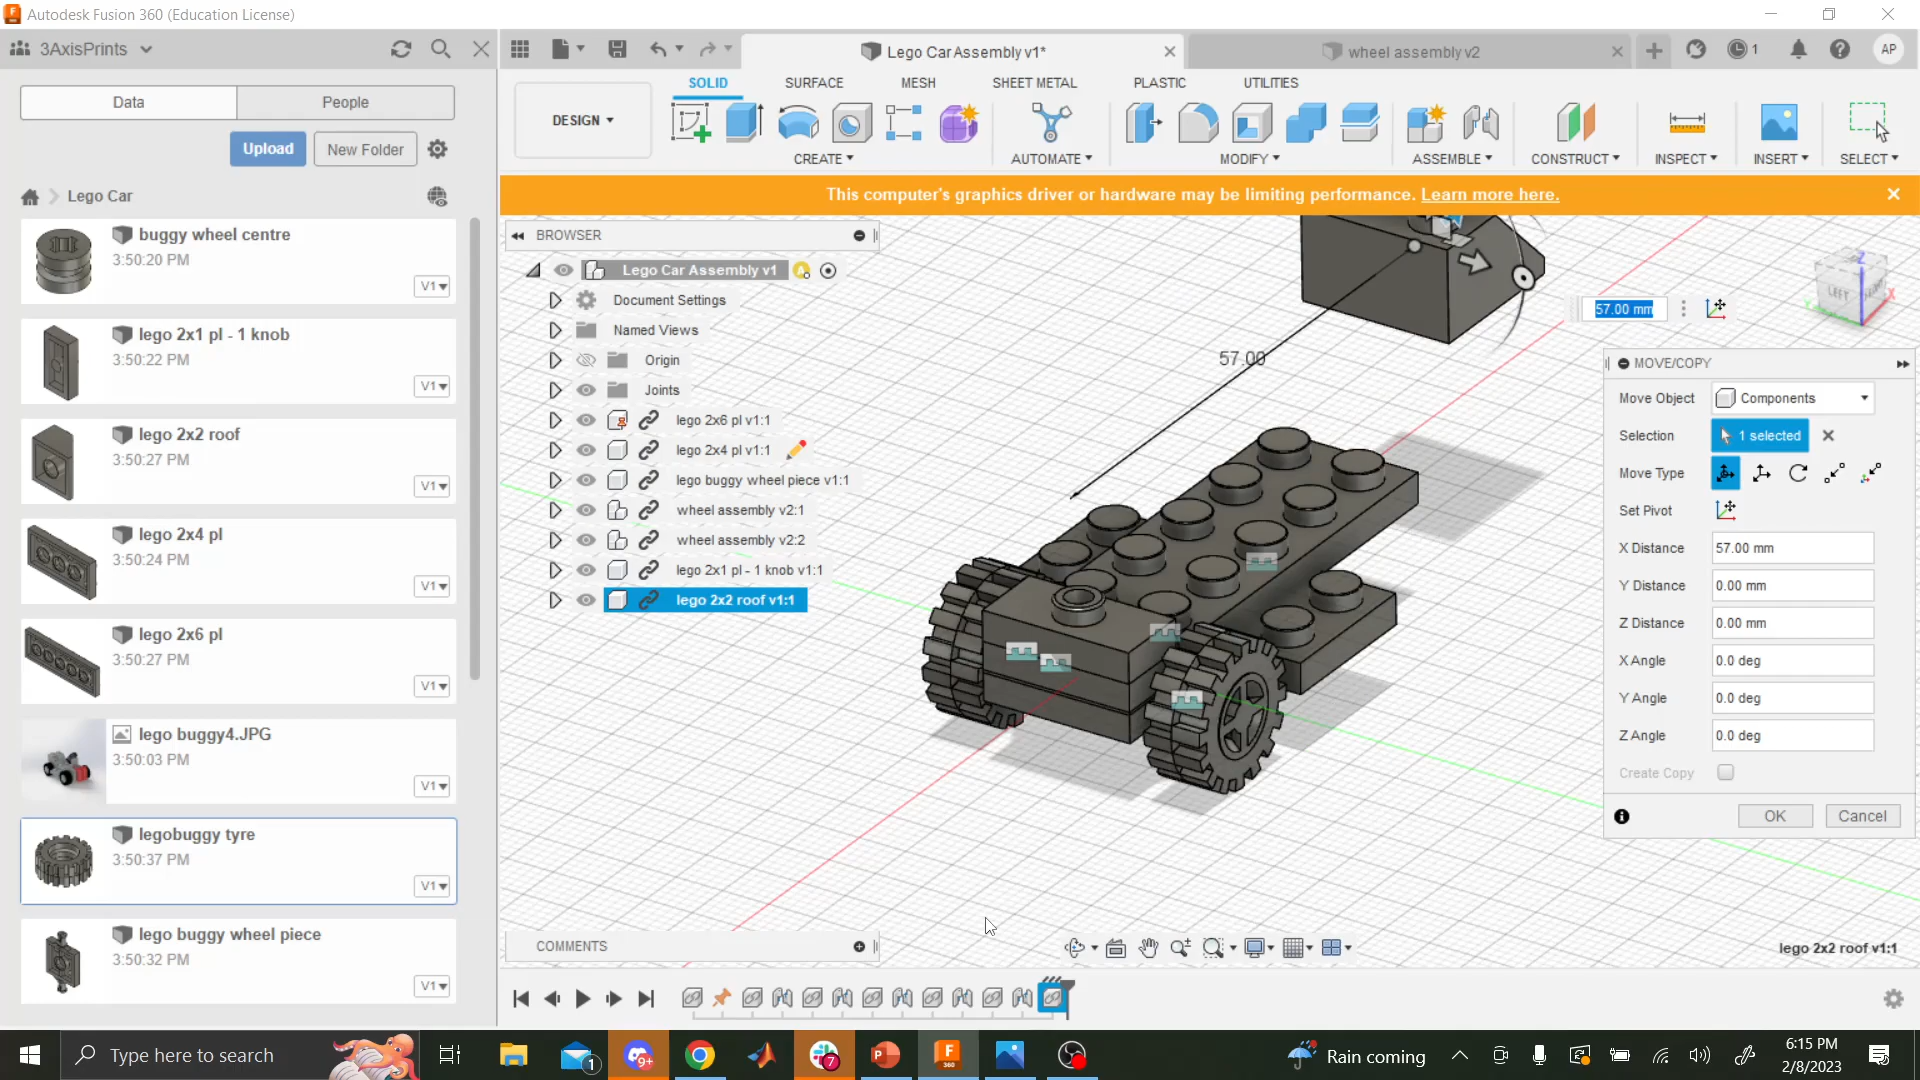 Autodesk Fusion 360 (Education License)
3AxisPrints
Lego Car Assembly v1*
wheel assembly v2
1
AP
Data
People
Upload
New Folder
Lego Car
buggy wheel centre
3:50:20 PM
V1
lego 2x1 pl - 1 knob
3:50:22 PM
V1
lego 2x2 roof
3:50:27 PM
V1
lego 2x4 pl
3:50:24 PM
V1
lego 2x6 pl
3:50:27 PM
V1
lego buggy4.JPG
3:50:03 PM
V1
legobuggy tyre
3:50:37 PM
V1
lego buggy wheel piece
3:50:32 PM
V1
DESIGN
SOLID
SURFACE
MESH
SHEET METAL
PLASTIC
UTILITIES
CREATE
AUTOMATE
MODIFY
ASSEMBLE
CONSTRUCT
INSPECT
INSERT
SELECT
This computer's graphics driver or hardware may be limiting performance. Learn more here.
BROWSER
Lego Car Assembly v1
Document Settings
Named Views
Origin
Joints
lego 2x6 pl v1:1
lego 2x4 pl v1:1
lego buggy wheel piece v1:1
wheel assembly v2:1
wheel assembly v2:2
lego 2x1 pl - 1 knob v1:1
lego 2x2 roof v1:1
57.00
57.00 mm
LEFT
Z
X
Y
MOVE/COPY
Move Object
Components
Selection
1 selected
Move Type
Set Pivot
X Distance
57.00 mm
Y Distance
0.00 mm
Z Distance
0.00 mm
X Angle
0.0 deg
Y Angle
0.0 deg
Z Angle
0.0 deg
Create Copy
OK
Cancel
COMMENTS
lego 2x2 roof v1:1
Type here to search
1
9+
7
P
F
360
Rain coming
6:15 PM
2/8/2023